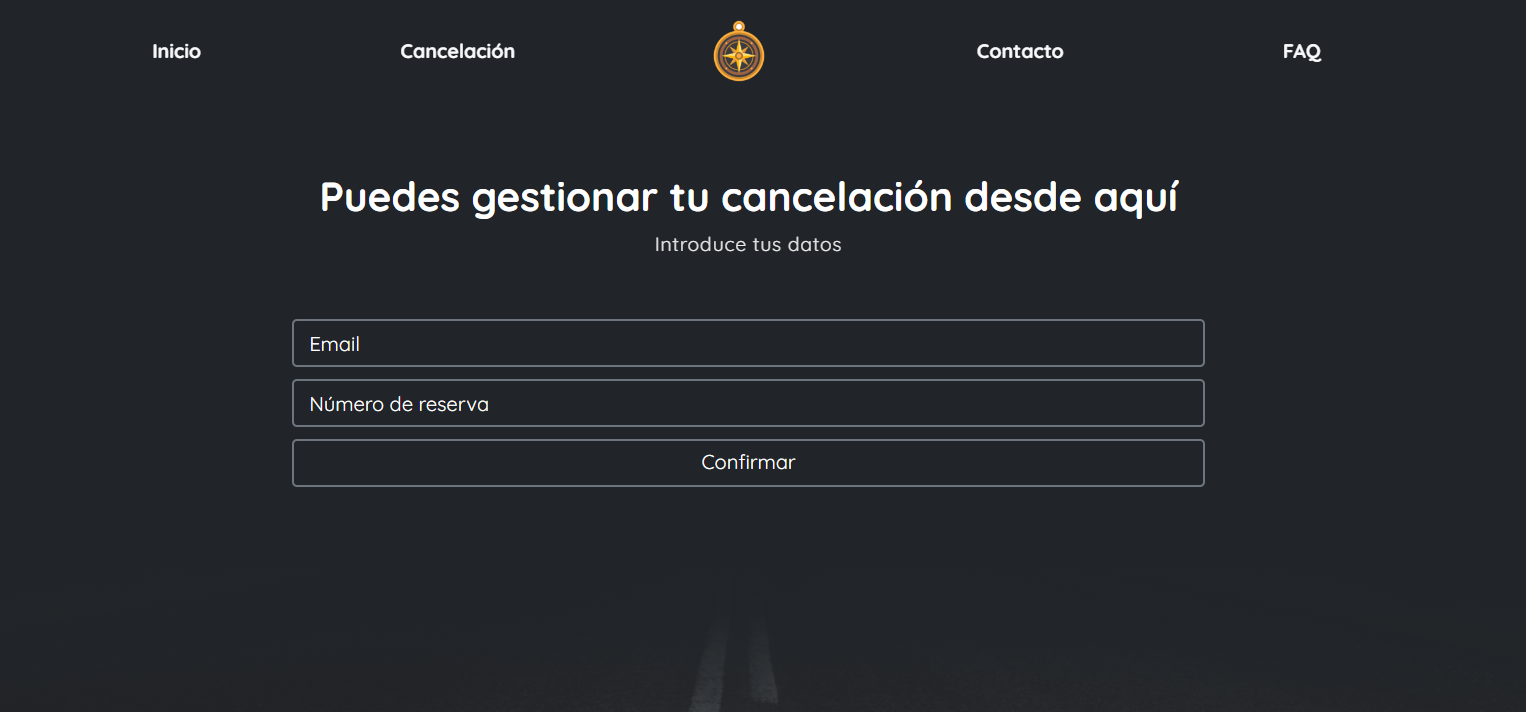 Inicio
Cancelación
Contacto
FAQ
Puedes gestionar tu cancelación desde aquí
Introduce tus datos
Email
Número de reserva
Confirmar